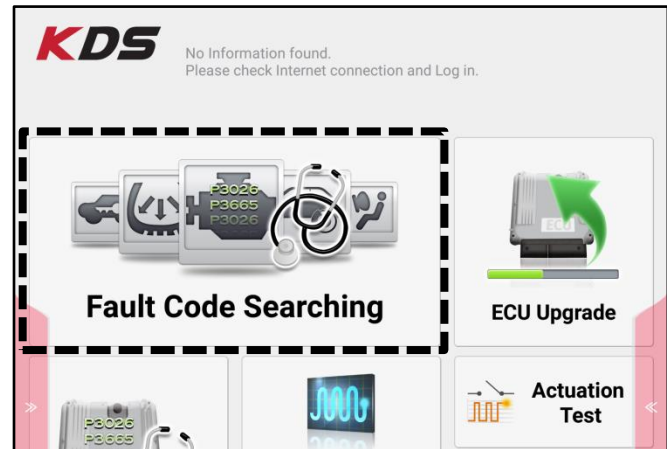 KDS
No Information found.
Please check Internet connection and Log in.
P3026
P3665
P3026
Fault Code Searching
ECU
ECU Upgrade
Actuation
Test
P3026
P3665